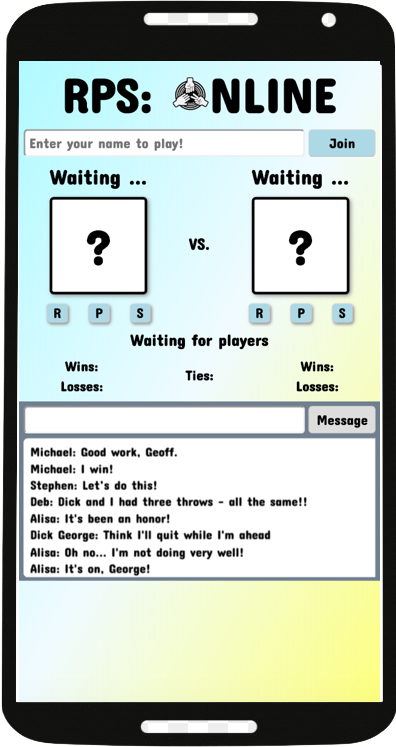 RPS: NLINE
Enter your name to play!
Join
Waiting ...
Waiting ...
?
vs.
?
R P S
R P S
Waiting for players
Wins:
Losses:
Ties:
Wins:
Losses:
Message
Michael: Good work, Geoff.
Michael: I win!
Stephen: Let's do this!
Deb: Dick and I had three throws - all the same!!
Alisa: It's been an honor!
Dick George: Think I'll quit while I'm ahead
Alisa: Oh no... I'm not doing very well!
Alisa: It's on, George!